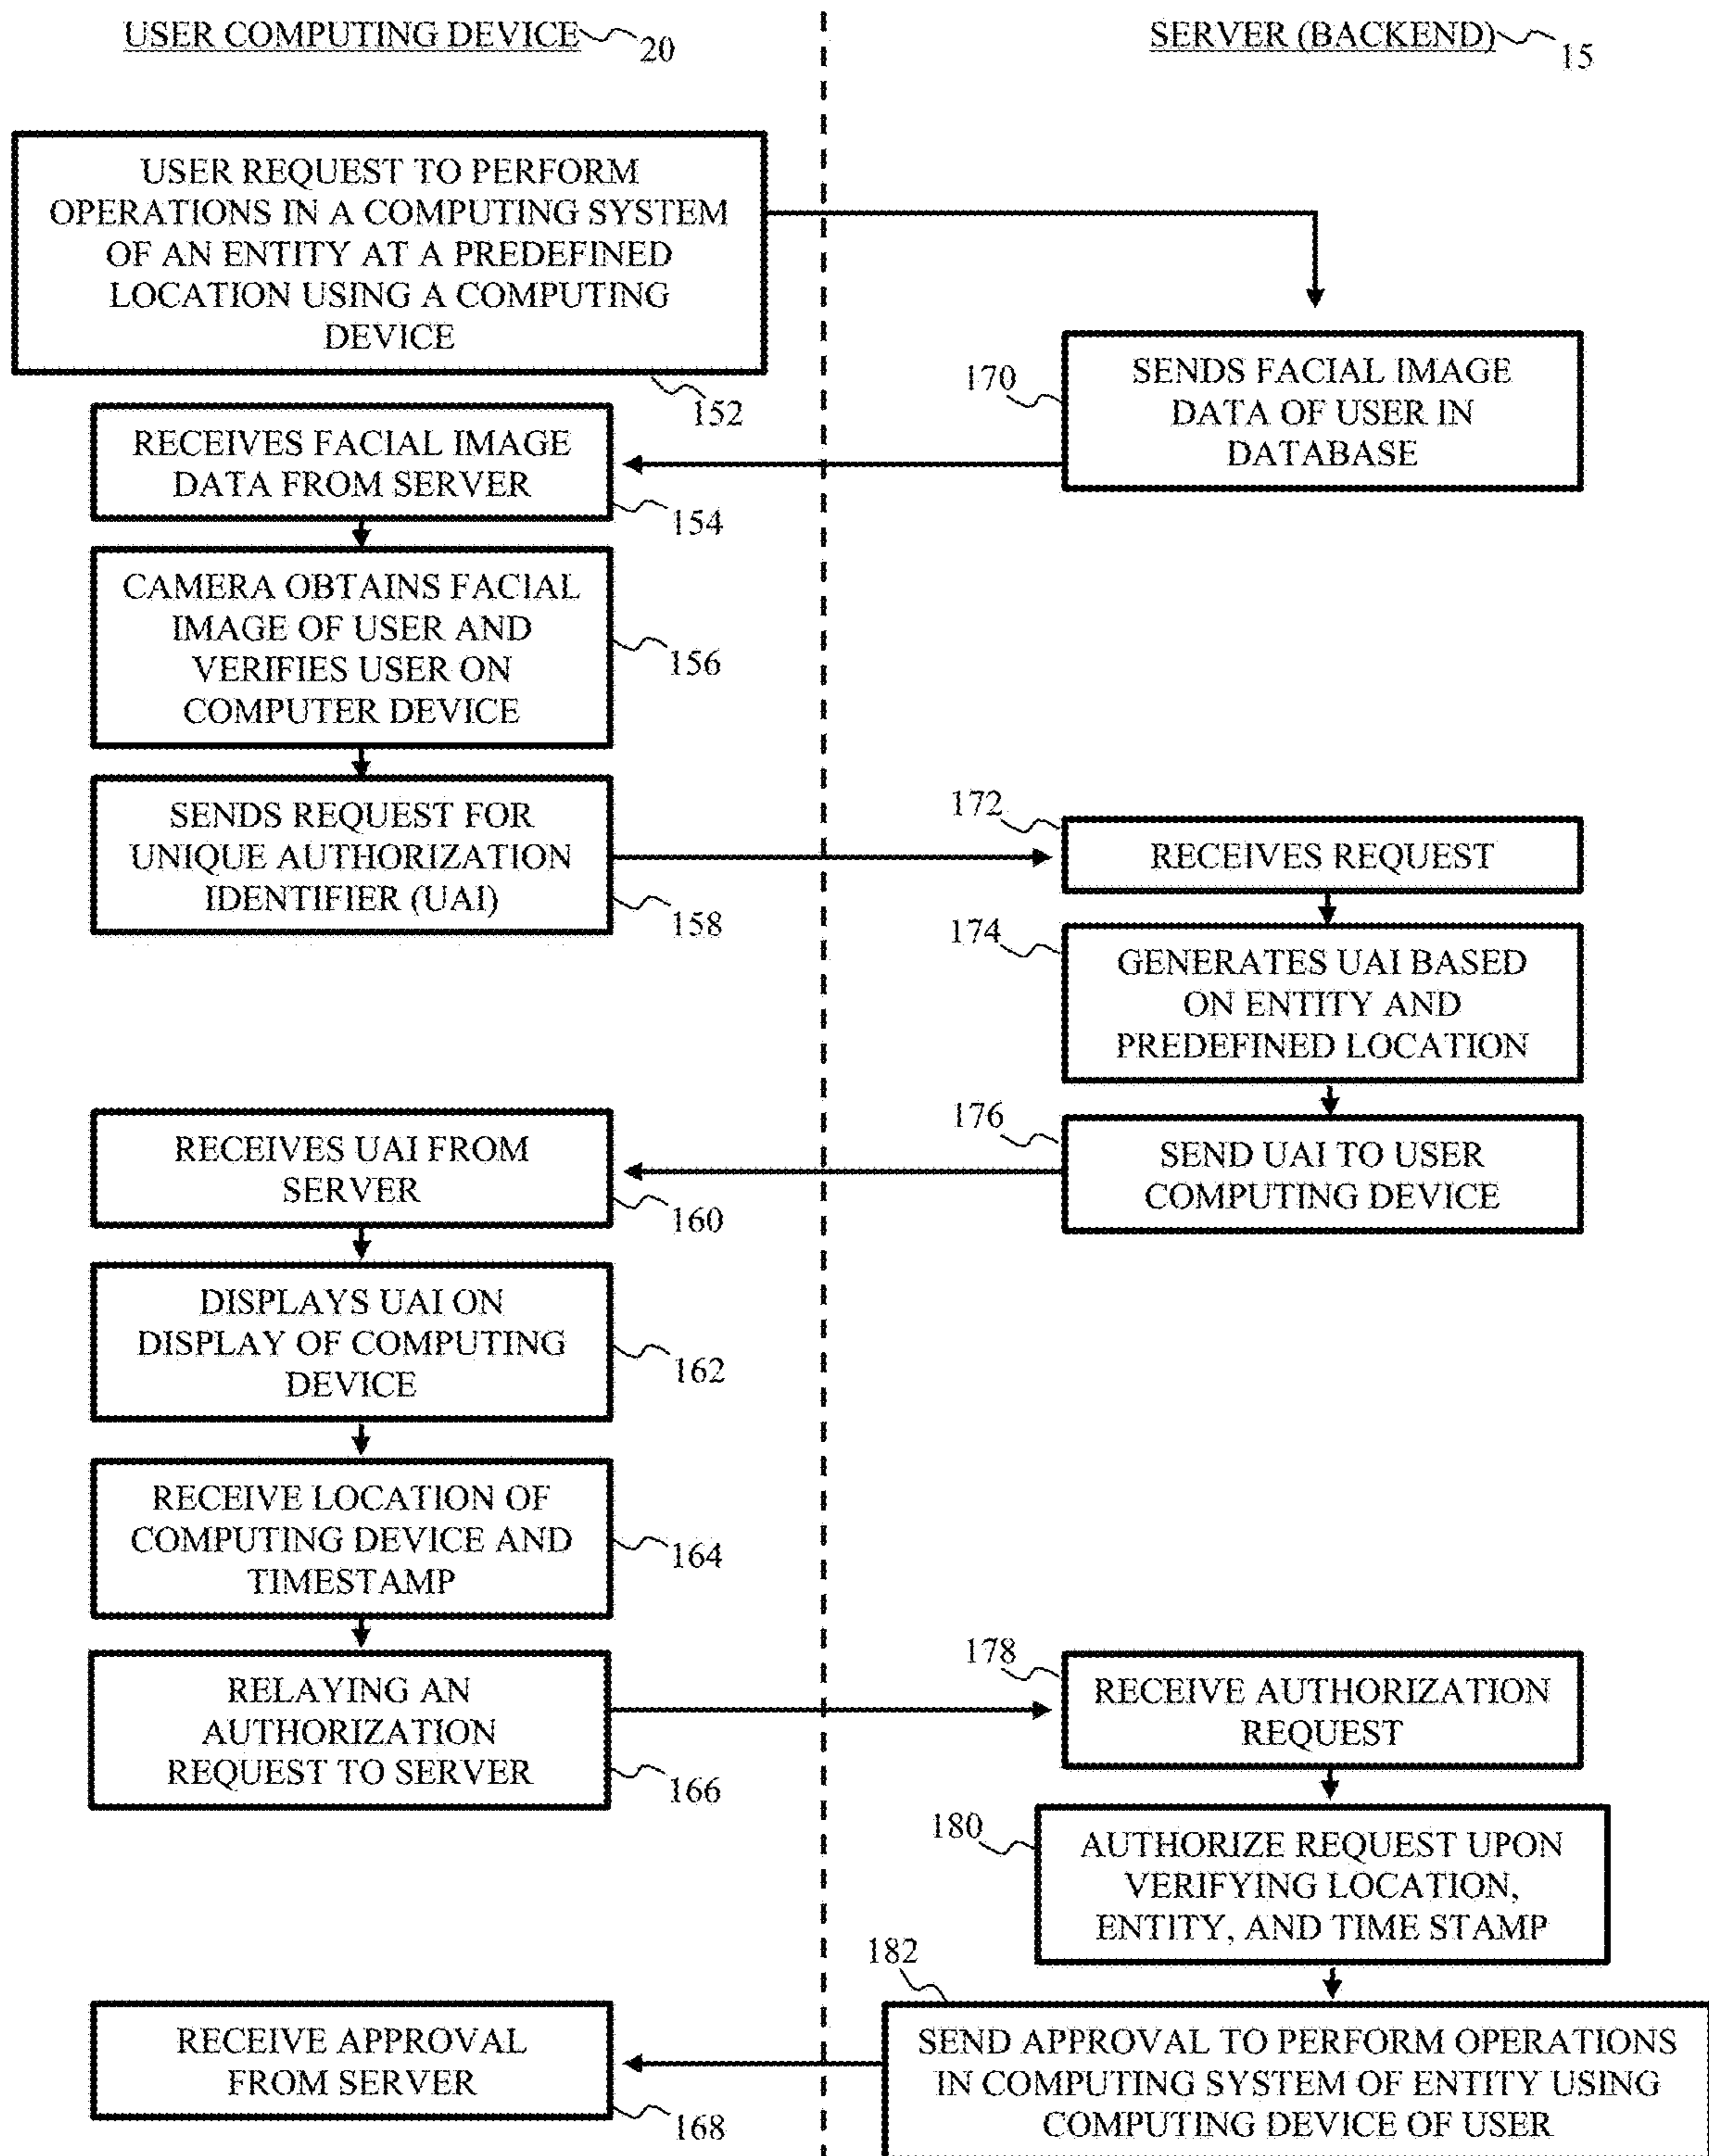 USER COMPUTING DEVICE 20
SERVER (BACKEND) 15
USER REQUEST TO PERFORM
OPERATIONS IN A COMPUTING SYSTEM
OF AN ENTITY AT A PREDEFINED
LOCATION USING A COMPUTING
DEVICE
152
170
SENDS FACIAL IMAGE
DATA OF USER IN
DATABASE
RECEIVES FACIAL IMAGE
DATA FROM SERVER
154
CAMERA OBTAINS FACIAL
IMAGE OF USER AND
VERIFIES USER ON
COMPUTER DEVICE
156
SENDS REQUEST FOR
UNIQUE AUTHORIZATION
IDENTIFIER (UAI)
158
172
RECEIVES REQUEST
174
GENERATES UAI BASED
ON ENTITY AND
PREDEFINED LOCATION
176
SEND UAI TO USER
COMPUTING DEVICE
RECEIVES UAI FROM
SERVER
160
DISPLAYS UAI ON
DISPLAY OF COMPUTING
DEVICE
162
RECEIVE LOCATION OF
COMPUTING DEVICE AND
TIMESTAMP
164
RELAYING AN
AUTHORIZATION
REQUEST TO SERVER
166
178
RECEIVE AUTHORIZATION
REQUEST
180
AUTHORIZE REQUEST UPON
VERIFYING LOCATION,
ENTITY, AND TIME STAMP
182
SEND APPROVAL TO PERFORM OPERATIONS
IN COMPUTING SYSTEM OF ENTITY USING
COMPUTING DEVICE OF USER
RECEIVE APPROVAL
FROM SERVER
168